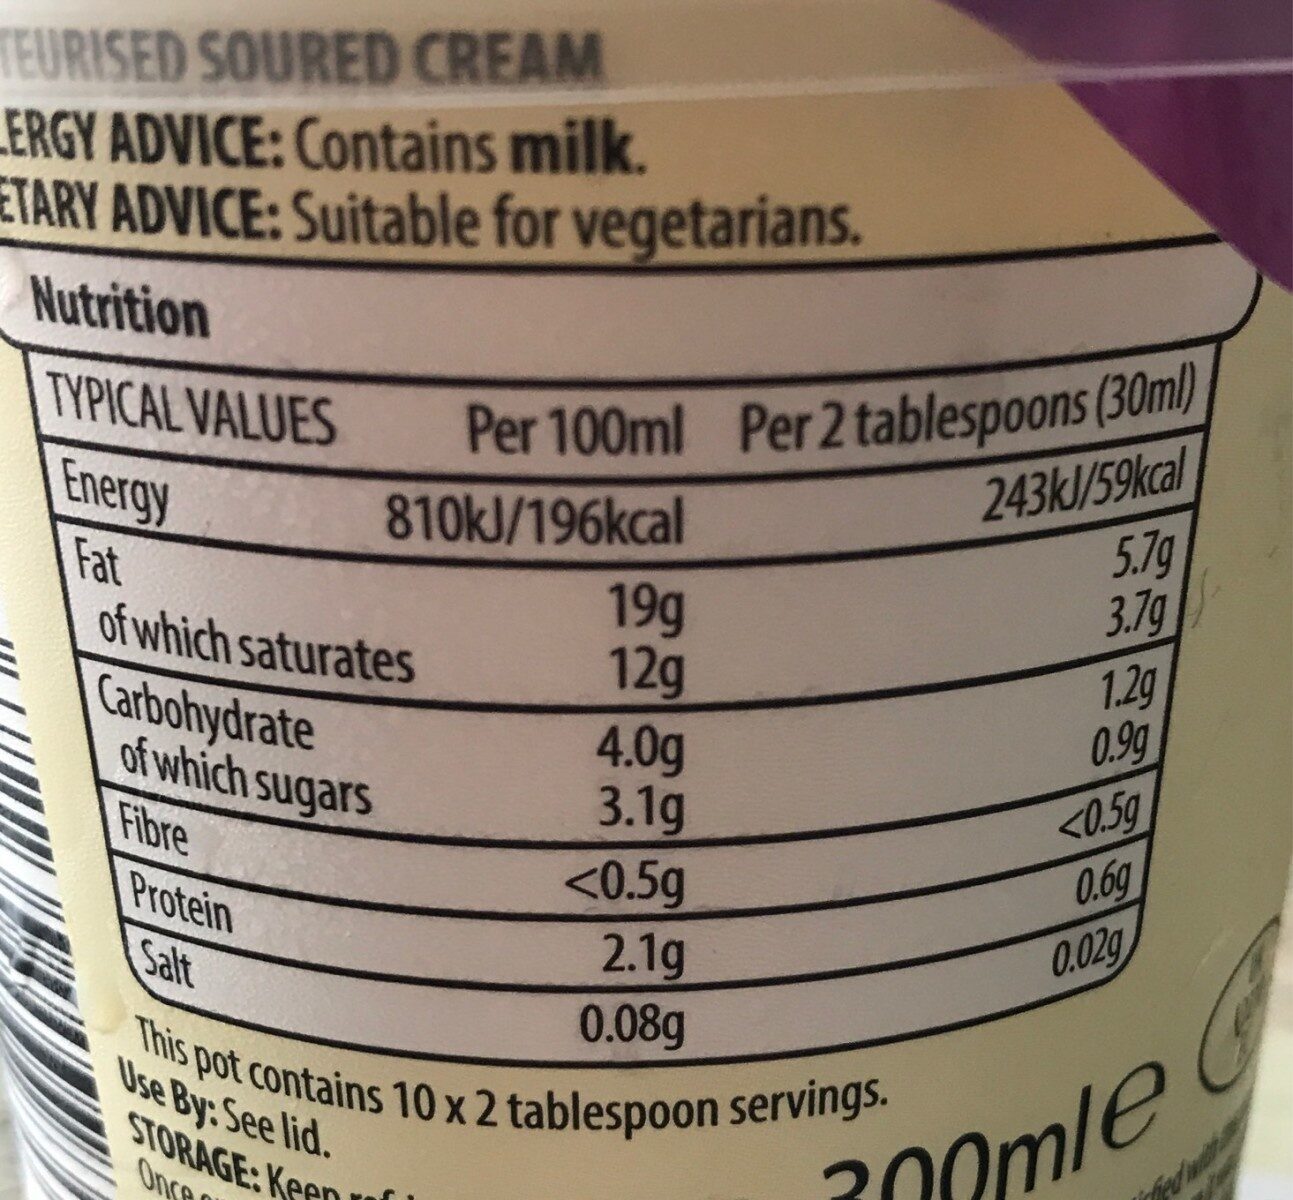 TEURISED SOURED CREAM
LERGY ADVICE: Contains milk.
ETARY ADVICE: Suitable for vegetarians.
Nutrition
TYPICAL VALUES Per 100ml Per 2 tablespoons (30ml)
Energy 810kJ/196kcal 243kJ/59kcal
Fat 19g 5.7g
of which saturates 12g 3.7g
Carbohydrate 4.0g 1.2g
of which sugars 3.1g 0.9g
Fibre <0.5g <0.5g
Protein 2.1g 0.6g
Salt 0.08g 0.02g
This pot contains 10 x 2 tablespoon servings.
Use By: See lid.
STORAGE: Keep
Once
300ml e